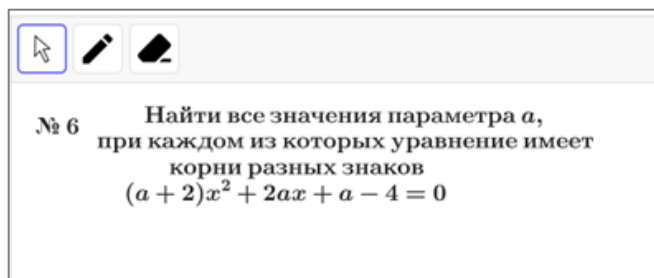 № 6
Найти все значения параметра a,
при каждом из которых уравнение имеет
корни разных знаков
(a + 2)x² + 2ax + a − 4 = 0